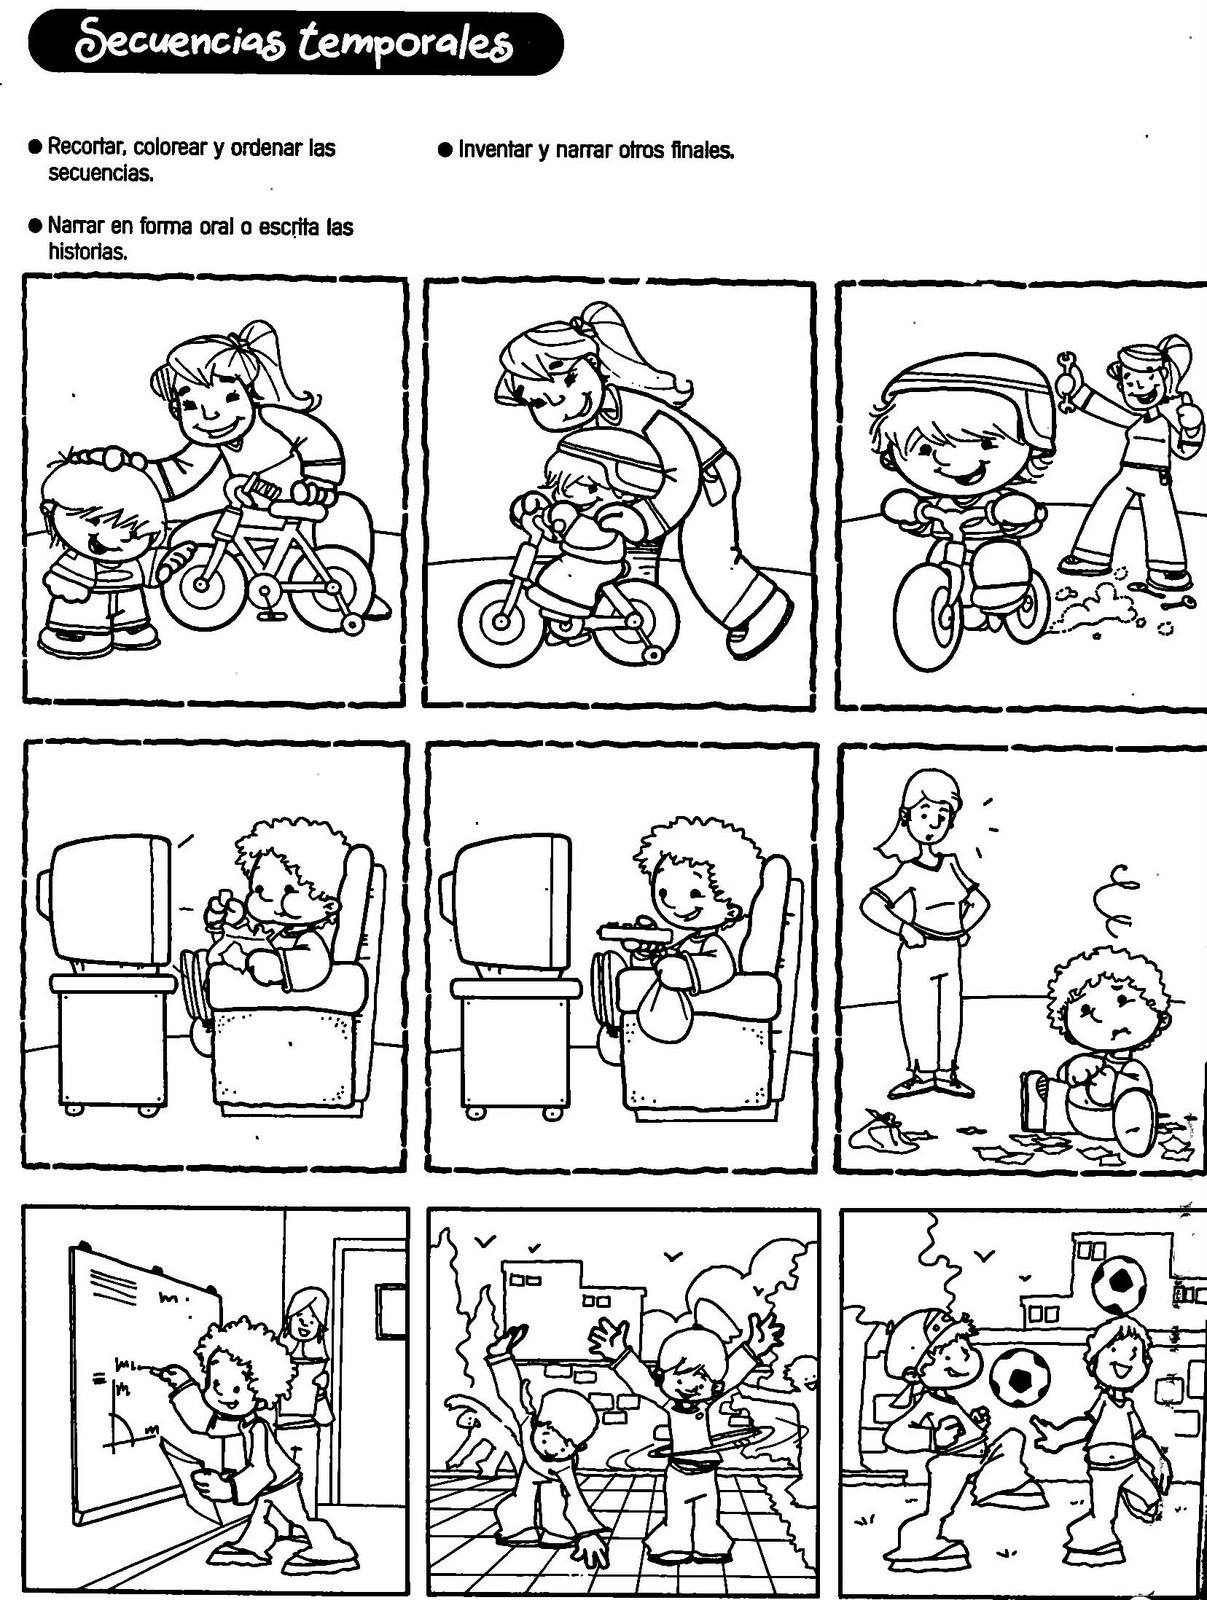 Secuencias temporales
● Recortar, colorear y ordenar las
secuencias.
● Narrar en forma oral o escrita las
historias.
● Inventar y narrar otros finales.
m.
= m.
m
m